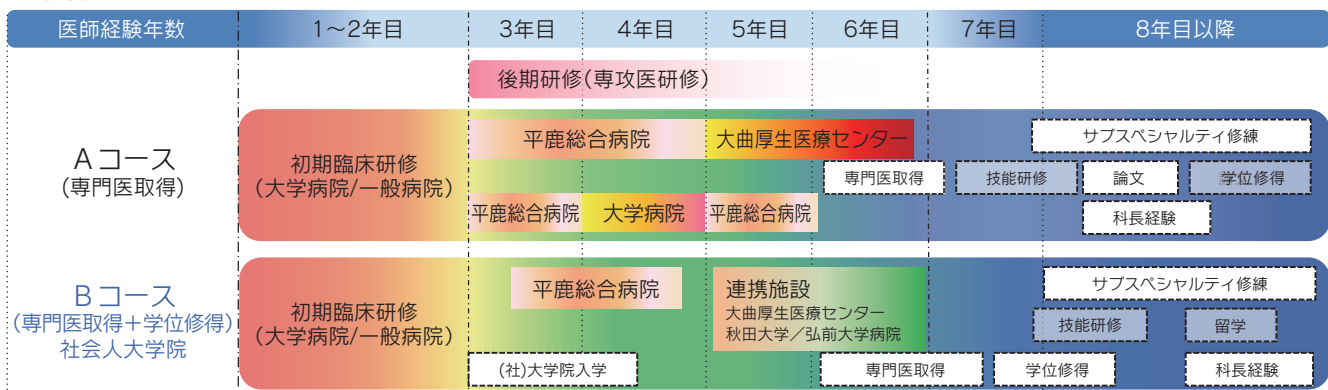 医師経験年数
1～2年目
3年目
4年目
5年目
6年目
7年目
8年目以降
後期研修(専攻医研修)
Aコース
(専門医取得)
初期臨床研修
(大学病院/一般病院)
平鹿総合病院
大曲厚生医療センター
サブスペシャルティ修練
専門医取得
技能研修
論文
学位修得
平鹿総合病院
大学病院
平鹿総合病院
科長経験
Bコース
(専門医取得＋学位修得)
社会人大学院
初期臨床研修
(大学病院/一般病院)
平鹿総合病院
連携施設
大曲厚生医療センター
秋田大学／弘前大学病院
サブスペシャルティ修練
技能研修
留学
(社)大学院入学
専門医取得
学位修得
科長経験